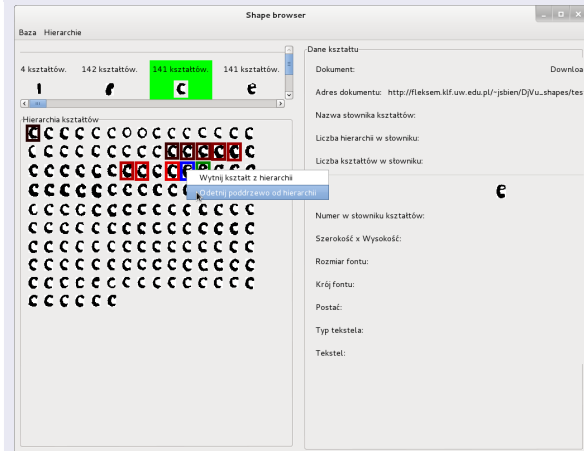 Shape browser
Baza Hierarchie
4 kształtów. 142 kształtów. 141 kształtów. 141 kształtów.
Hierarchia kształtów
Wytnij kształt z hierarchii
Odetnij poddrzewo od hierarchii
Dane kształtu
Dokument: Downloa
Adres dokumentu: http://fleksem.klf.uw.edu.pl/~jsbien/DjVu_shapes/tes
Nazwa słownika kształtów:
Liczba hierarchii w słowniku:
Liczba kształtów w słowniku:
e
Numer w słowniku kształtów:
Szerokość x Wysokość:
Rozmiar fontu:
Krój fontu:
Postać:
Typ tekstela:
Tekstel: